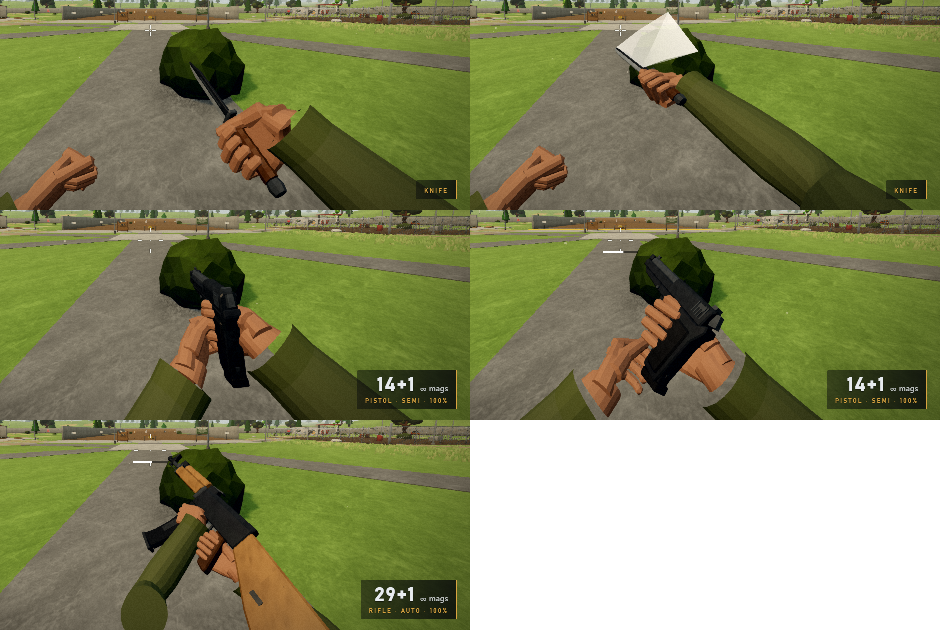 KNIFE
KNIFE
14+1 ∞ mags
PISTOL · SEMI · 100%
14+1 ∞ mags
PISTOL · SEMI · 100%
29+1 ∞ mags
RIFLE · AUTO · 100%